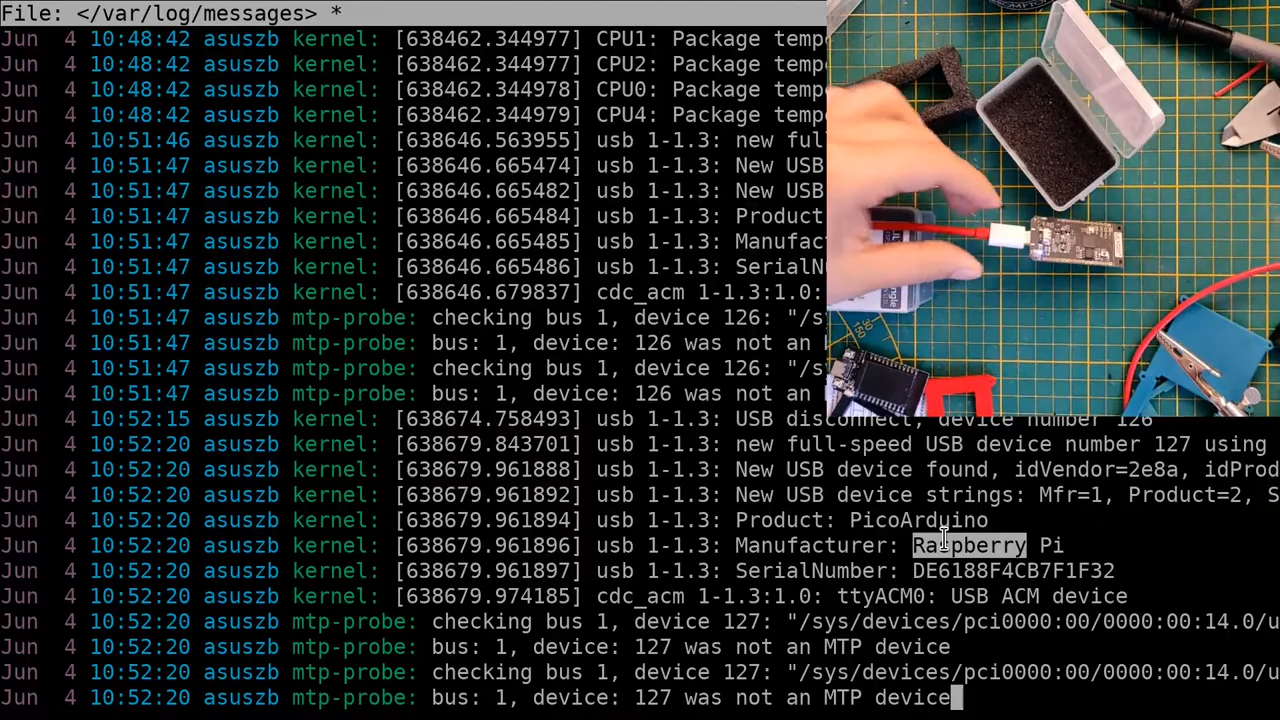 File: </var/log/messages> *
Jun  4 10:48:42 asuszb kernel: [638462.344977] CPU1: Package temp
Jun  4 10:48:42 asuszb kernel: [638462.344977] CPU2: Package temp
Jun  4 10:48:42 asuszb kernel: [638462.344978] CPU0: Package temp
Jun  4 10:48:42 asuszb kernel: [638462.344979] CPU4: Package temp
Jun  4 10:51:46 asuszb kernel: [638646.563955] usb 1-1.3: new ful
Jun  4 10:51:47 asuszb kernel: [638646.665474] usb 1-1.3: New USB
Jun  4 10:51:47 asuszb kernel: [638646.665482] usb 1-1.3: New USB
Jun  4 10:51:47 asuszb kernel: [638646.665484] usb 1-1.3: Product
Jun  4 10:51:47 asuszb kernel: [638646.665485] usb 1-1.3: Manufac
Jun  4 10:51:47 asuszb kernel: [638646.665486] usb 1-1.3: SerialN
Jun  4 10:51:47 asuszb kernel: [638646.679837] cdc_acm 1-1.3:1.0:
Jun  4 10:51:47 asuszb mtp-probe: checking bus 1, device 126: "/s
Jun  4 10:51:47 asuszb mtp-probe: bus: 1, device: 126 was not an
Jun  4 10:51:47 asuszb mtp-probe: checking bus 1, device 126: "/s
Jun  4 10:51:47 asuszb mtp-probe: bus: 1, device: 126 was not an
Jun  4 10:52:15 asuszb kernel: [638674.758493] usb 1-1.3: USB disconnect, device number 126
Jun  4 10:52:20 asuszb kernel: [638679.843701] usb 1-1.3: new full-speed USB device number 127 using
Jun  4 10:52:20 asuszb kernel: [638679.961888] usb 1-1.3: New USB device found, idVendor=2e8a, idProd
Jun  4 10:52:20 asuszb kernel: [638679.961892] usb 1-1.3: New USB device strings: Mfr=1, Product=2, S
Jun  4 10:52:20 asuszb kernel: [638679.961894] usb 1-1.3: Product: PicoArduino
Jun  4 10:52:20 asuszb kernel: [638679.961896] usb 1-1.3: Manufacturer: Raspberry Pi
Jun  4 10:52:20 asuszb kernel: [638679.961897] usb 1-1.3: SerialNumber: DE6188F4CB7F1F32
Jun  4 10:52:20 asuszb kernel: [638679.974185] cdc_acm 1-1.3:1.0: ttyACM0: USB ACM device
Jun  4 10:52:20 asuszb mtp-probe: checking bus 1, device 127: "/sys/devices/pci0000:00/0000:00:14.0/u
Jun  4 10:52:20 asuszb mtp-probe: bus: 1, device: 127 was not an MTP device
Jun  4 10:52:20 asuszb mtp-probe: checking bus 1, device 127: "/sys/devices/pci0000:00/0000:00:14.0/u
Jun  4 10:52:20 asuszb mtp-probe: bus: 1, device: 127 was not an MTP device